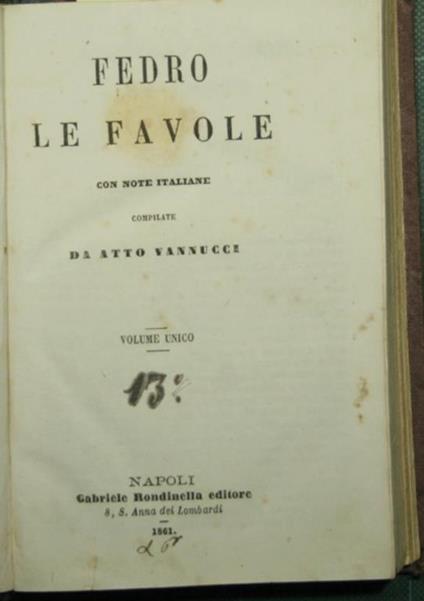 FEDRO
LE FAVOLE
CON NOTE ITALIANE
COMPILATE
DA ATTO VANNUCCI
VOLUME UNICO
13
NAPOLI
Gabriele Rondinella editore
8, S. Anna dei Lombardi
1861.